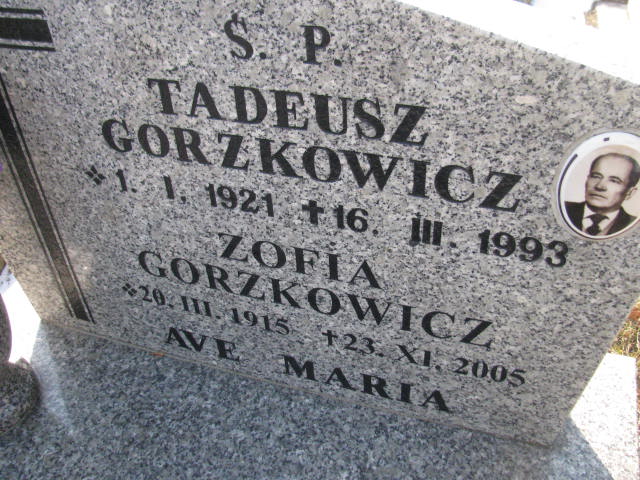 Ś. P.
TADEUSZ
GORZKOWICZ
* 1. I. 1921 † 16. III. 1993
ZOFIA
GORZKOWICZ
* 20. III. 1915 † 23. XI. 2005
AVE MARIA